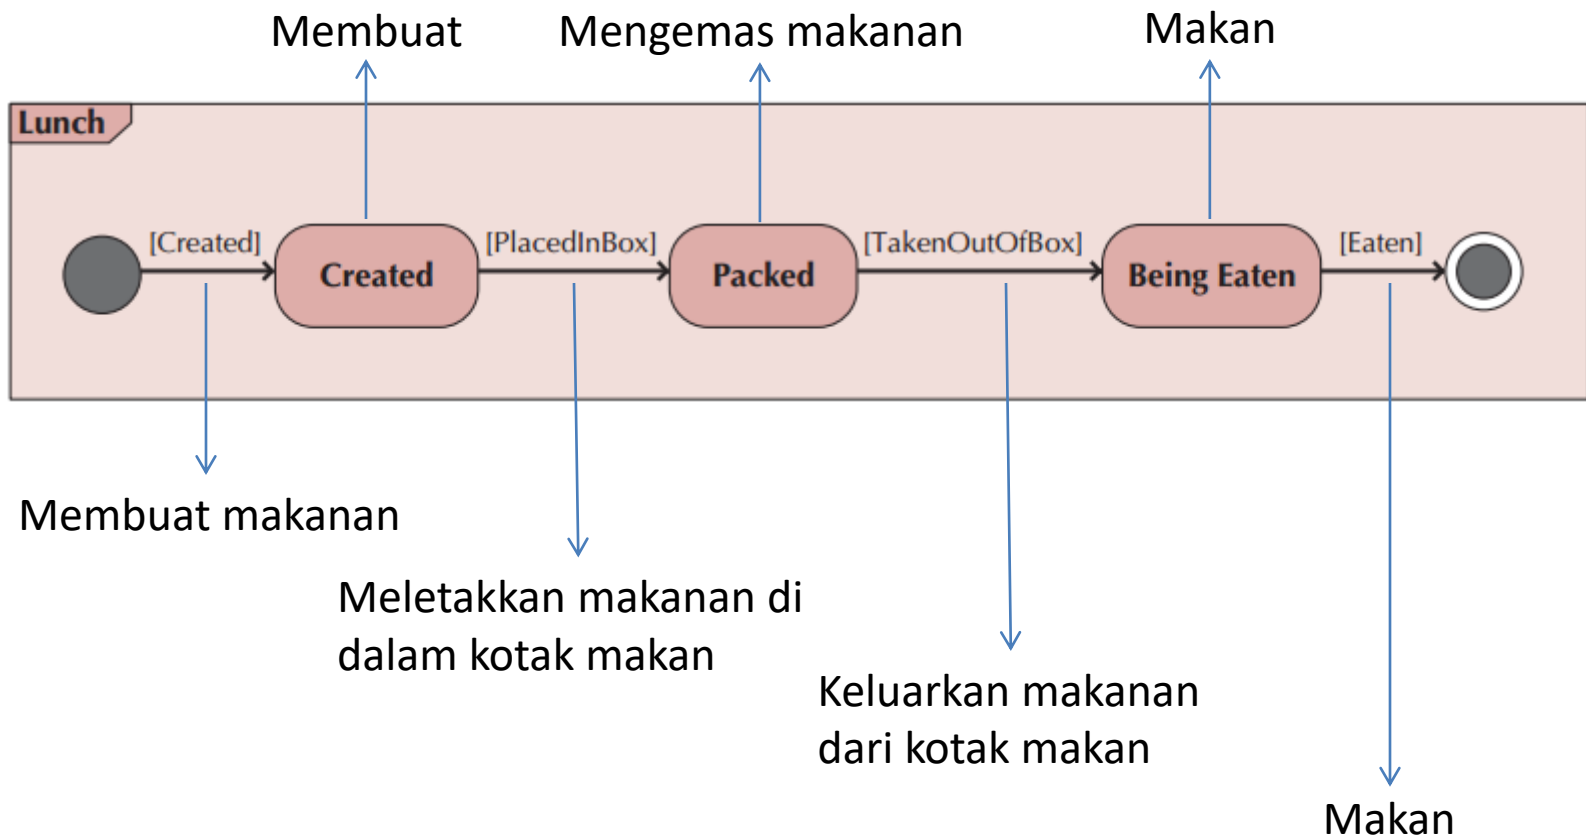 Membuat
Mengemas makanan
Makan
Lunch
[Created]
[PlacedInBox]
[TakenOutOfBox]
[Eaten]
Created
Packed
Being Eaten
Membuat makanan
Meletakkan makanan di
dalam kotak makan
Keluarkan makanan
dari kotak makan
Makan